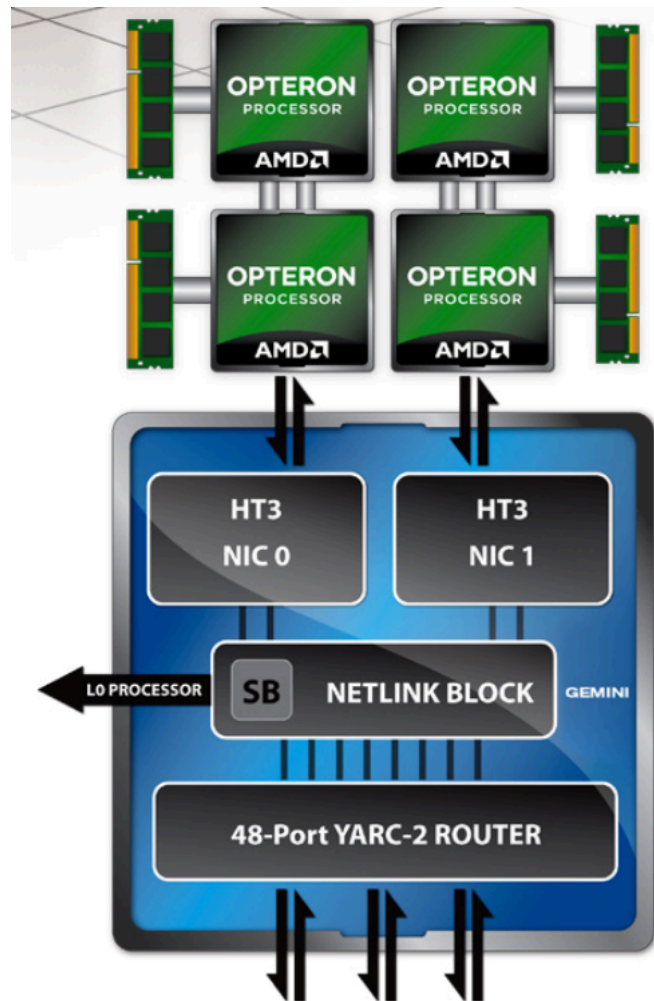 OPTERON
PROCESSOR
AMD
OPTERON
PROCESSOR
AMD
OPTERON
PROCESSOR
AMD
OPTERON
PROCESSOR
AMD
HT3
NIC 0
HT3
NIC 1
L0 PROCESSOR
SB
NETLINK BLOCK
GEMINI
48-Port YARC-2 ROUTER